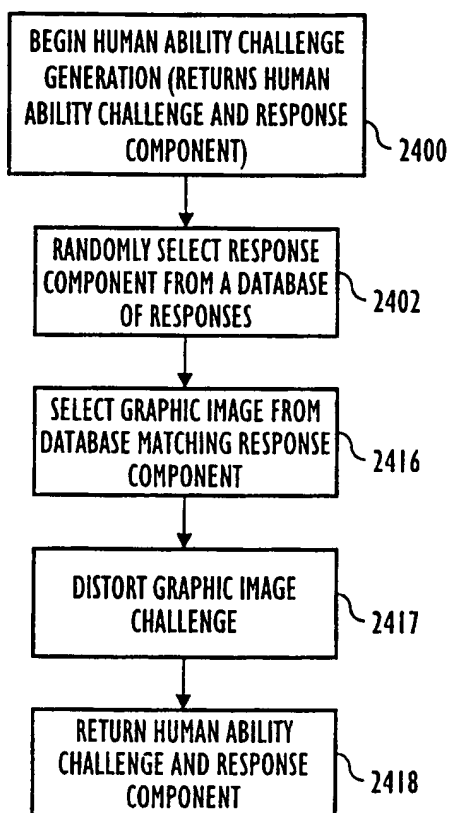 BEGIN HUMAN ABILITY CHALLENGE
GENERATION (RETURNS HUMAN
ABILITY CHALLENGE AND RESPONSE
COMPONENT)
2400
RANDOMLY SELECT RESPONSE
COMPONENT FROM A DATABASE
OF RESPONSES
2402
SELECT GRAPHIC IMAGE FROM
DATABASE MATCHING RESPONSE
COMPONENT
2416
DISTORT GRAPHIC IMAGE
CHALLENGE
2417
RETURN HUMAN ABILITY
CHALLENGE AND RESPONSE
COMPONENT
2418